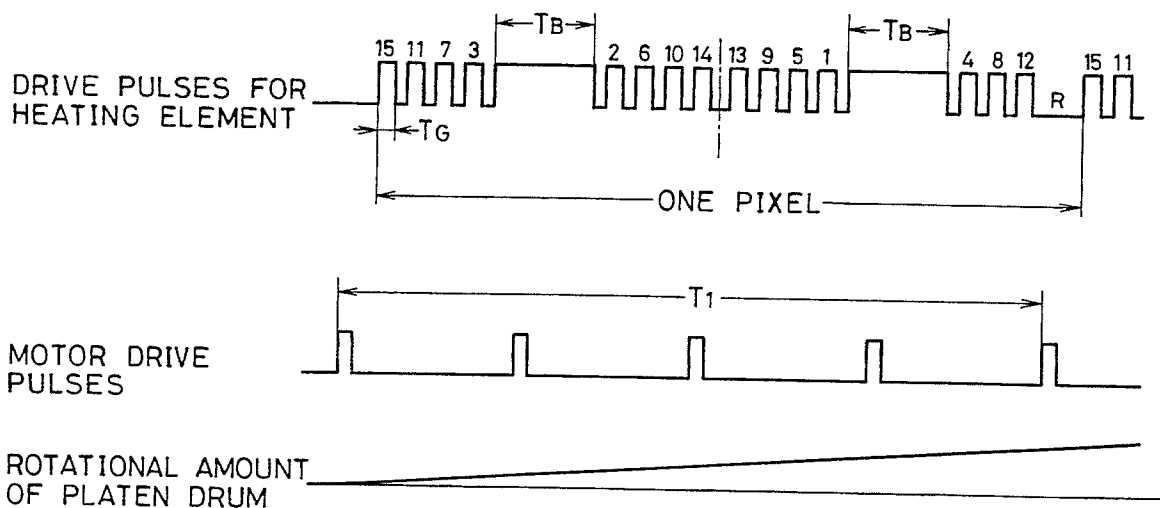 TB TB
15 11 7 3 2 6 10 14 13 9 5 1 4 8 12 15 11
DRIVE PULSES FOR
HEATING ELEMENT
R
TG
ONE PIXEL
T1
MOTOR DRIVE
PULSES
ROTATIONAL AMOUNT
OF PLATEN DRUM